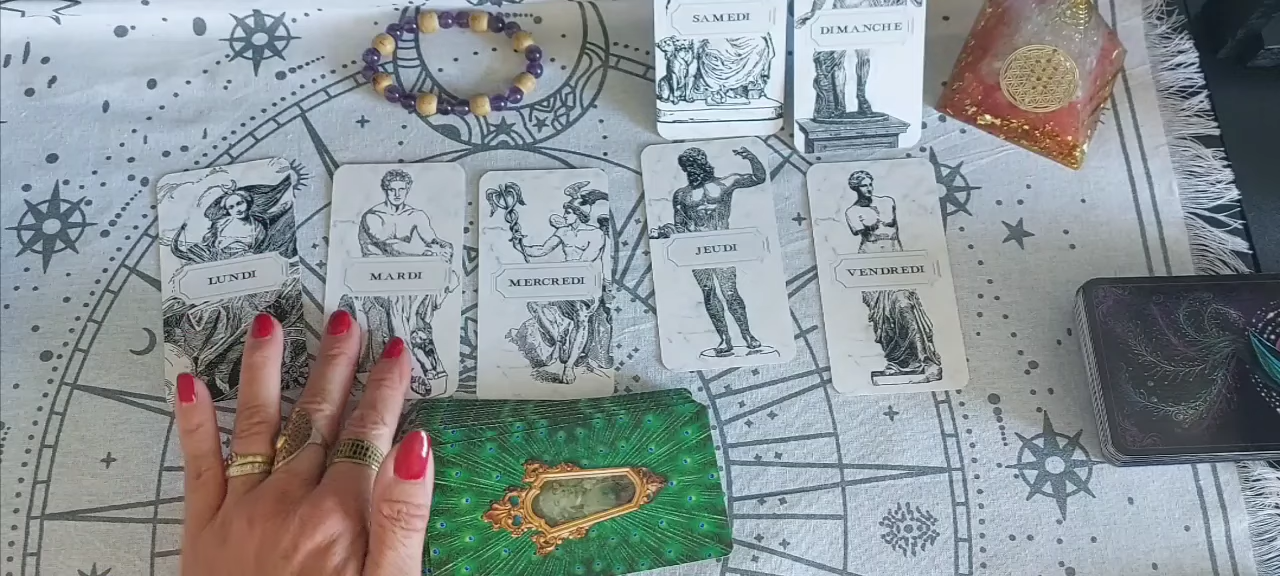 SAMEDI
DIMANCHE
LUNDI
MARDI
MERCREDI
JEUDI
VENDREDI